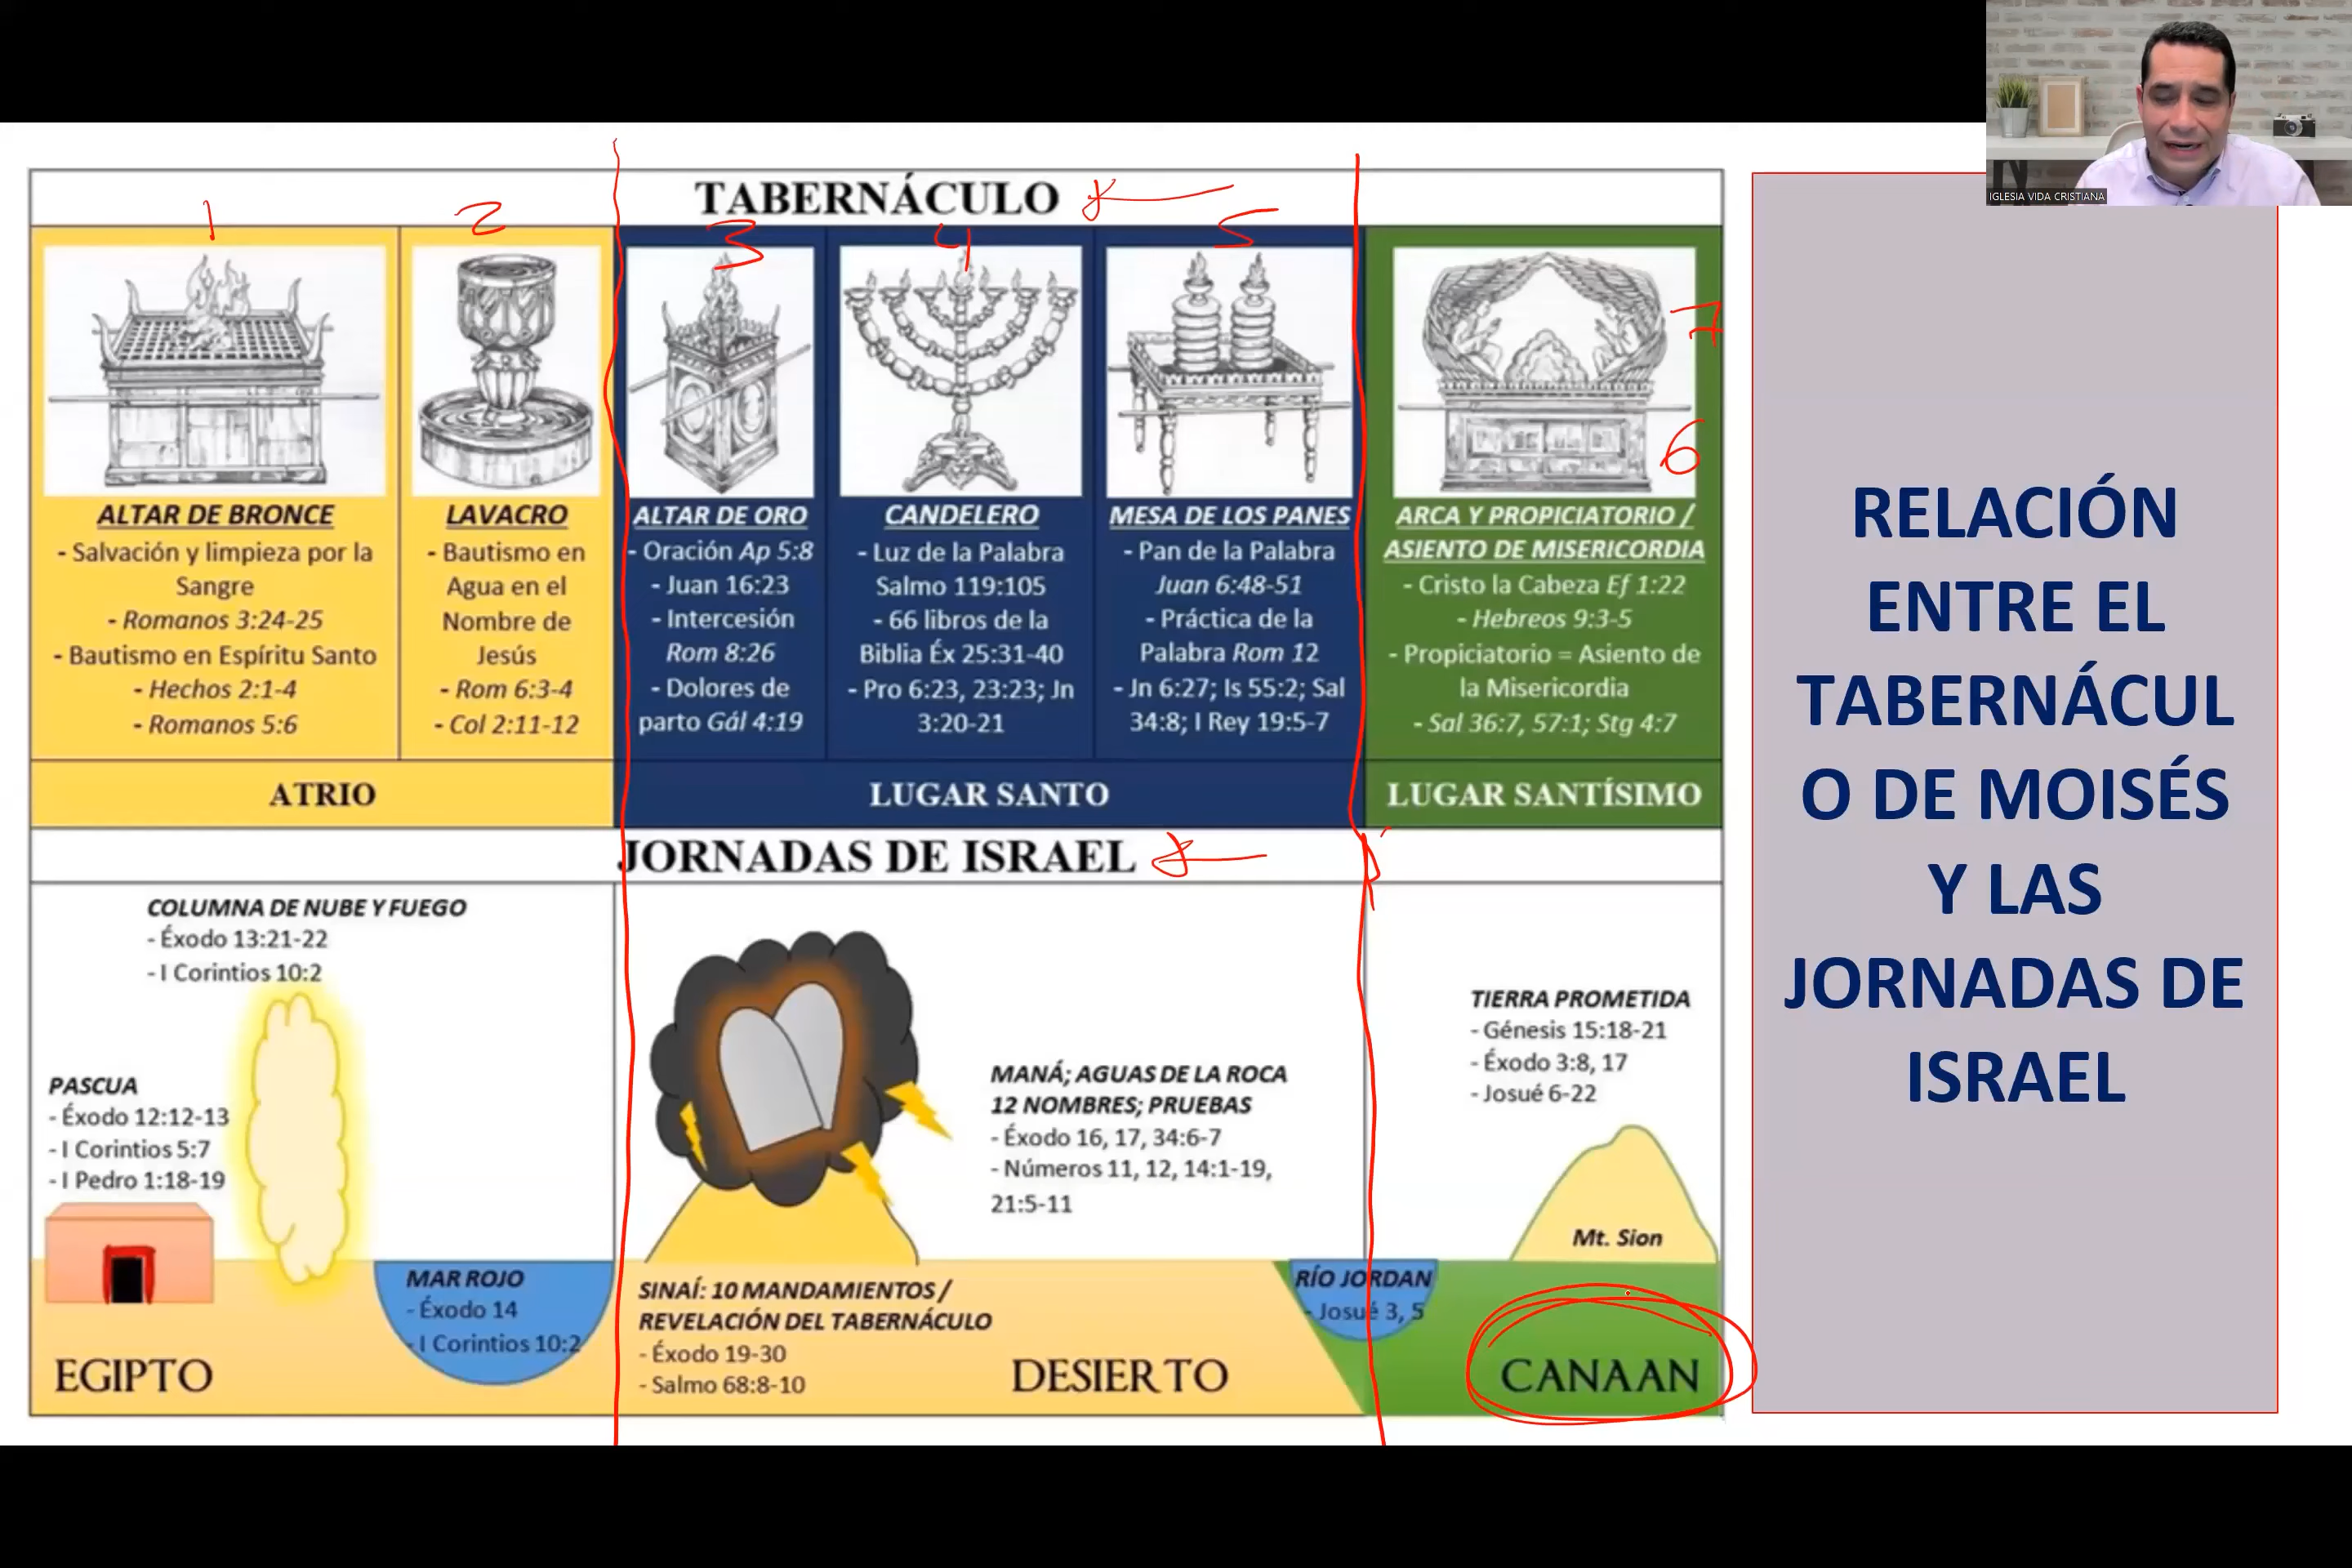 IGLESIA VIDA CRISTIANA
TABERNÁCULO
1
2
3
4
5
7
6
ALTAR DE BRONCE
- Salvación y limpieza por la
Sangre
- Romanos 3:24-25
- Bautismo en Espíritu Santo
- Hechos 2:1-4
- Romanos 5:6
LAVACRO
- Bautismo en
Agua en el
Nombre de
Jesús
- Rom 6:3-4
- Col 2:11-12
ALTAR DE ORO
- Oración Ap 5:8
- Juan 16:23
- Intercesión
Rom 8:26
- Dolores de
parto Gál 4:19
CANDELERO
- Luz de la Palabra
Salmo 119:105
- 66 libros de la
Biblia Éx 25:31-40
- Pro 6:23, 23:23; Jn
3:20-21
MESA DE LOS PANES
- Pan de la Palabra
Juan 6:48-51
- Práctica de la
Palabra Rom 12
- Jn 6:27; Is 55:2; Sal
34:8; I Rey 19:5-7
ARCA Y PROPICIATORIO /
ASIENTO DE MISERICORDIA
- Cristo la Cabeza Ef 1:22
- Hebreos 9:3-5
- Propiciatorio = Asiento de
la Misericordia
- Sal 36:7, 57:1; Stg 4:7
ATRIO
LUGAR SANTO
LUGAR SANTÍSIMO
JORNADAS DE ISRAEL
COLUMNA DE NUBE Y FUEGO
- Éxodo 13:21-22
- I Corintios 10:2
PASCUA
- Éxodo 12:12-13
- I Corintios 5:7
- I Pedro 1:18-19
MAR ROJO
- Éxodo 14
- I Corintios 10:2
EGIPTO
SINAÍ: 10 MANDAMIENTOS /
REVELACIÓN DEL TABERNÁCULO
- Éxodo 19-30
- Salmo 68:8-10
MANÁ; AGUAS DE LA ROCA
12 NOMBRES; PRUEBAS
- Éxodo 16, 17, 34:6-7
- Números 11, 12, 14:1-19,
21:5-11
DESIERTO
RÍO JORDAN
- Josué 3, 5
TIERRA PROMETIDA
- Génesis 15:18-21
- Éxodo 3:8, 17
- Josué 6-22
Mt. Sion
CANAAN
RELACIÓN
ENTRE EL
TABERNÁCUL
O DE MOISÉS
Y LAS
JORNADAS DE
ISRAEL